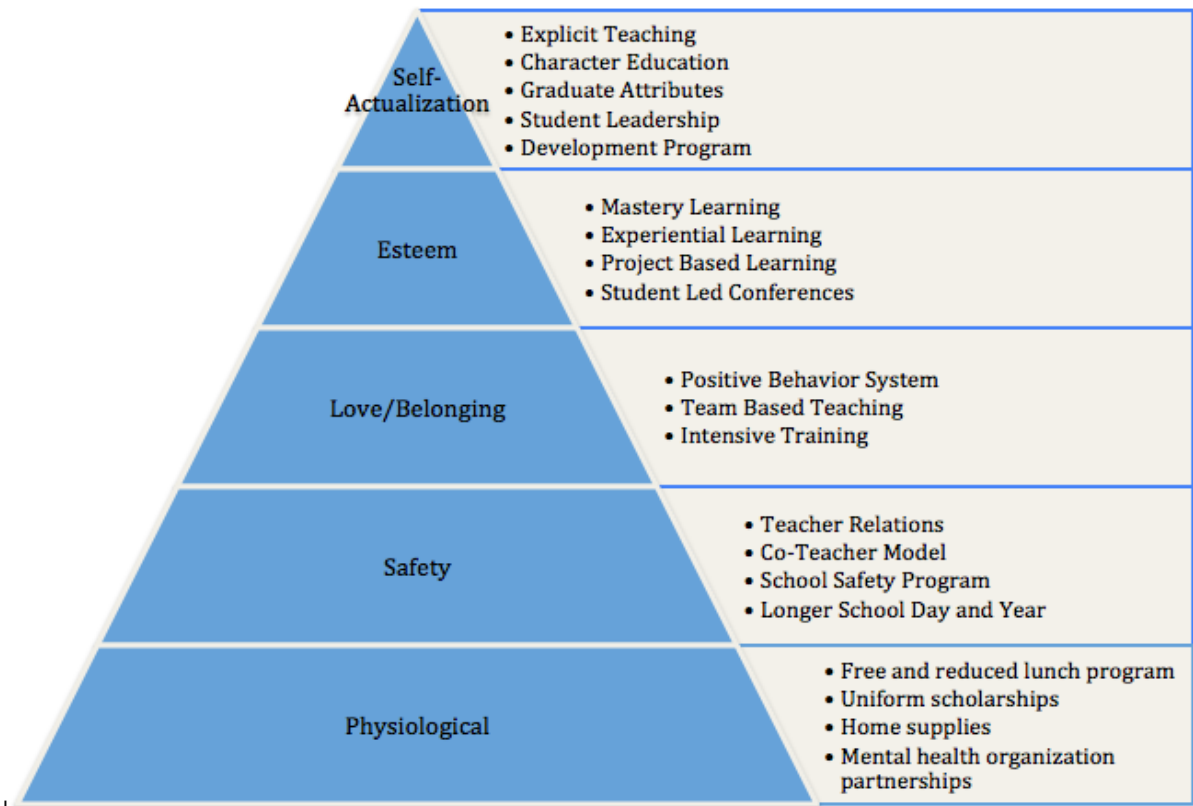 Self-
Actualization
• Explicit Teaching
• Character Education
• Graduate Attributes
• Student Leadership
• Development Program
Esteem
• Mastery Learning
• Experiential Learning
• Project Based Learning
• Student Led Conferences
Love/Belonging
• Positive Behavior System
• Team Based Teaching
• Intensive Training
Safety
• Teacher Relations
• Co-Teacher Model
• School Safety Program
• Longer School Day and Year
Physiological
• Free and reduced lunch program
• Uniform scholarships
• Home supplies
• Mental health organization
partnerships